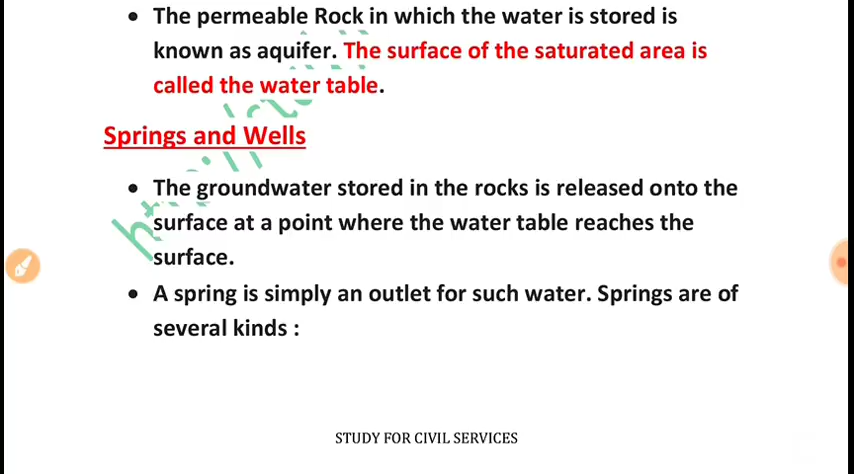 • The permeable Rock in which the water is stored is
known as aquifer. The surface of the saturated area is
called the water table.
Springs and Wells
• The groundwater stored in the rocks is released onto the
surface at a point where the water table reaches the
surface.
• A spring is simply an outlet for such water. Springs are of
several kinds :
STUDY FOR CIVIL SERVICES